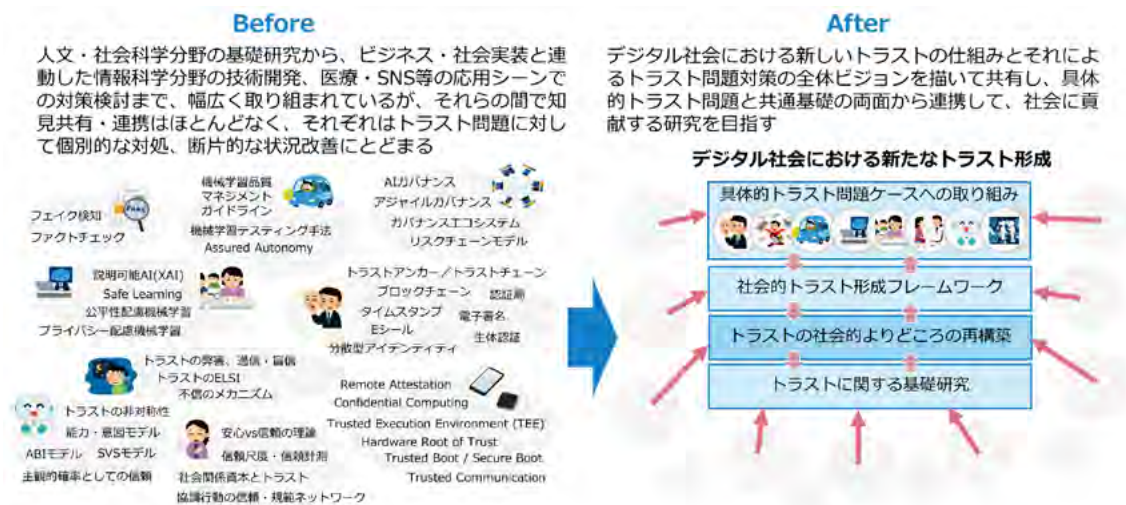 Before
人文・社会科学分野の基礎研究から、ビジネス・社会実装と連
動した情報科学分野の技術開発、医療・SNS等の応用シーンで
の対策検討まで、幅広く取り組まれているが、それらの間で知
見共有・連携はほとんどなく、それぞれはトラスト問題に対し
て個別的な対処、断片的な状況改善にとどまる
フェイク検知
ファクトチェック
機械学習品質
マネジメント
ガイドライン
機械学習テスティング手法
Assured Autonomy
AIガバナンス
アジャイルガバナンス
ガバナンスエコシステム
リスクチェーンモデル
説明可能AI(XAI)
Safe Learning
公平性配慮機械学習
プライバシー配慮機械学習
トラストアンカー／トラストチェーン
ブロックチェーン
認証局
タイムスタンプ
電子署名
Eシール
生体認証
分散型アイデンティティ
トラストの弊害、過信・盲信
トラストのELSI
不信のメカニズム
Remote Attestation
Confidential Computing
Trusted Execution Environment (TEE)
Hardware Root of Trust
Trusted Boot / Secure Boot
Trusted Communication
トラストの非対称性
能力・意図モデル
ABIモデル SVSモデル
主観的確率としての信頼
安心vs信頼の理論
信頼尺度・信頼計測
社会関係資本とトラスト
協調行動の信頼・規範ネットワーク
After
デジタル社会における新しいトラストの仕組みとそれによ
るトラスト問題対策の全体ビジョンを描いて共有し、具体
的トラスト問題と共通基礎の両面から連携して、社会に貢
献する研究を目指す
デジタル社会における新たなトラスト形成
具体的トラスト問題ケースへの取り組み
社会的トラスト形成フレームワーク
トラストの社会的よりどころの再構築
トラストに関する基礎研究